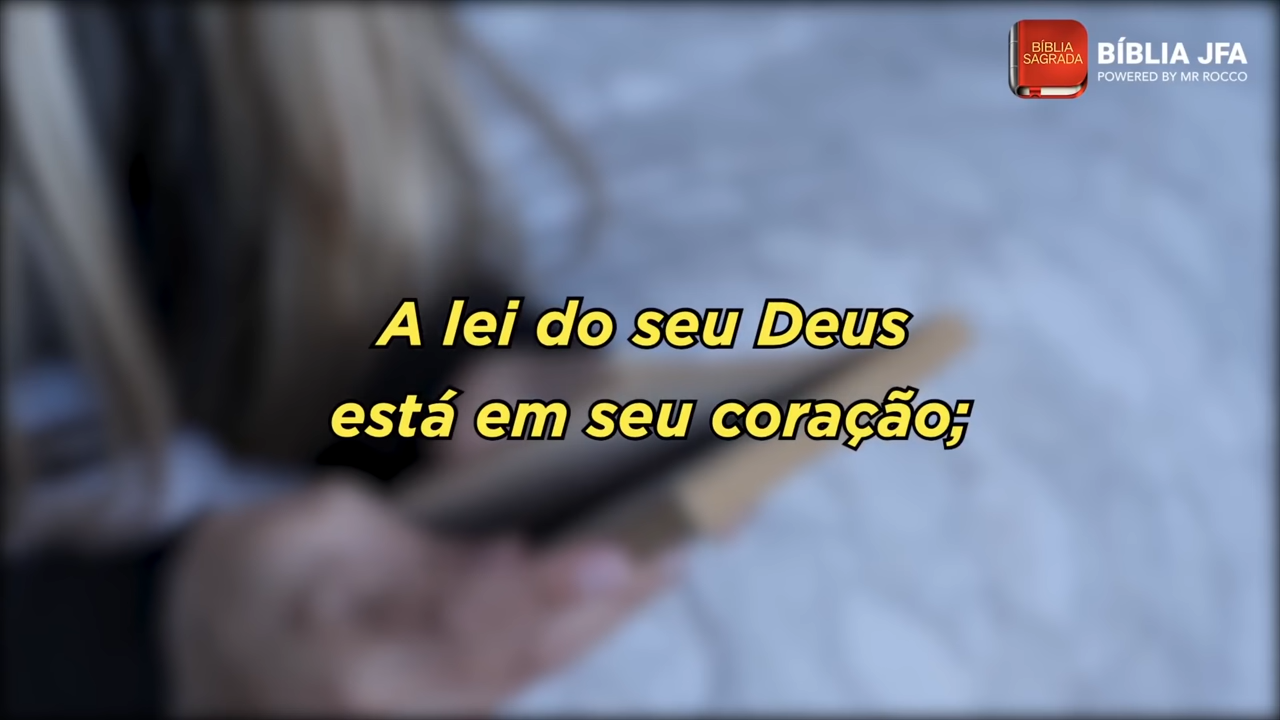 BÍBLIA
SAGRADA
BÍBLIA JFA
POWERED BY MR ROCCO
A lei do seu Deus
está em seu coração;